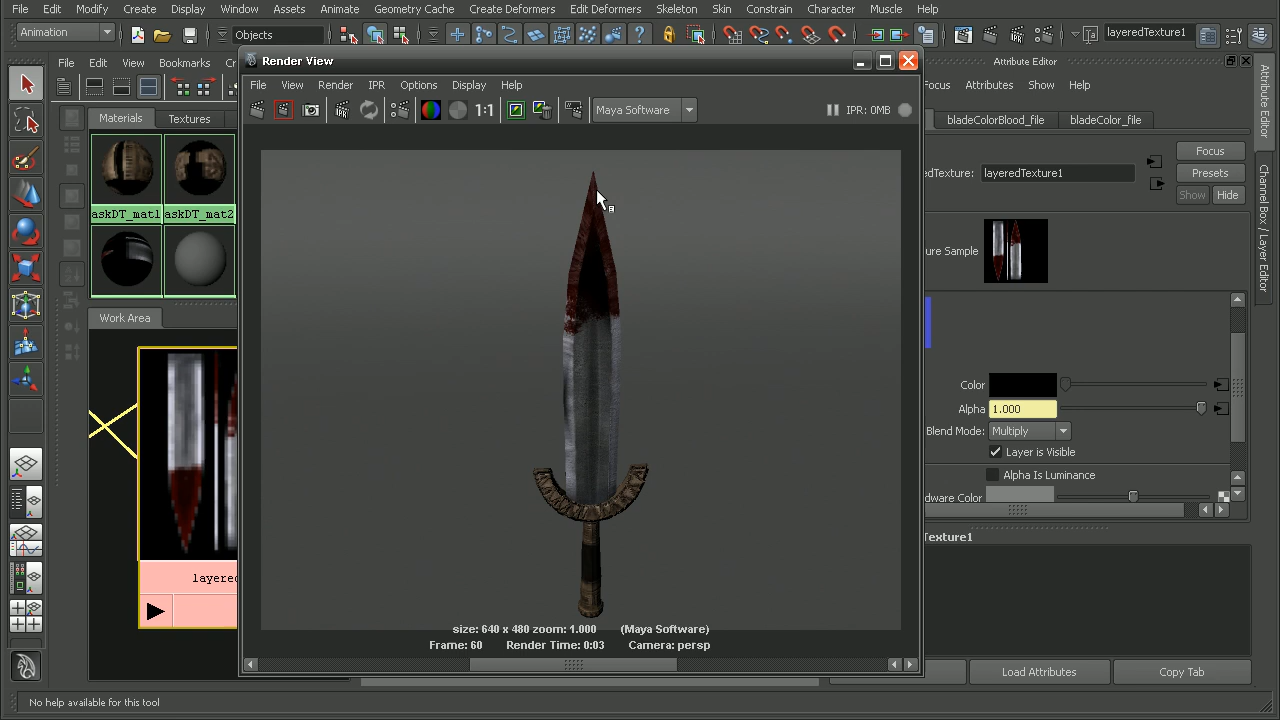 File Edit Modify Create Display Window Assets Animate Geometry Cache Create Deformers Edit Deformers Skeleton Skin Constrain Character Muscle Help
Animation Objects layeredTexture1
File Edit View Bookmarks
Render View
Attribute Editor
File View Render IPR Options Display Help
Focus Attributes Show Help
1:1 Maya Software IPR: 0MB
Materials Textures
bladeColorBlood_file bladeColor_file
Focus
layeredTexture1 Presets
Show Hide
askDT_mat1 askDT_mat2
ure Sample
Work Area
Color
Alpha 1.000
Blend Mode: Multiply
Layer is Visible
Alpha Is Luminance
dware Color
Texture1
layered
size: 640 x 480 zoom: 1.000 (Maya Software)
Frame: 60 Render Time: 0:03 Camera: persp
Load Attributes Copy Tab
No help available for this tool
Attribute Editor
Channel Box / Layer Editor